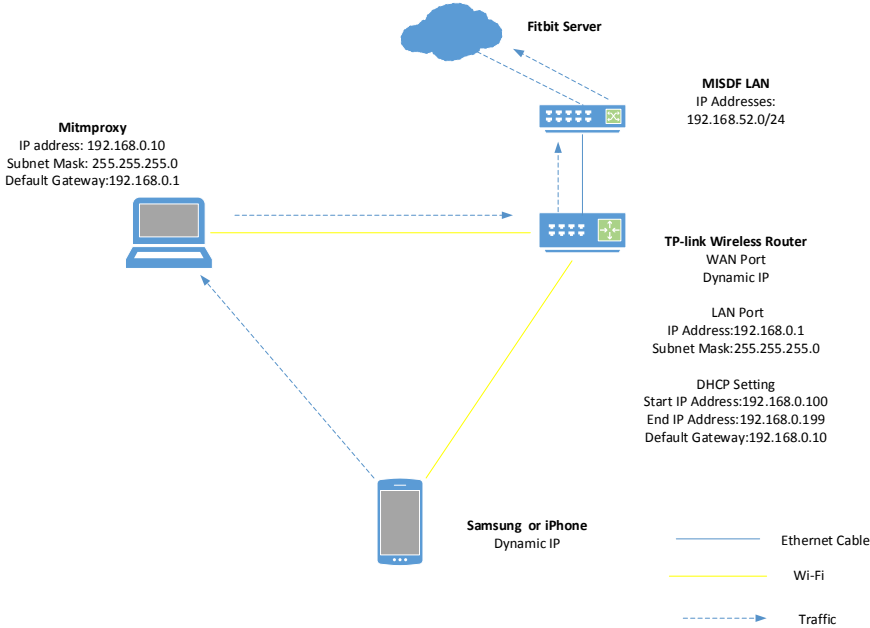 Fitbit Server
MISDF LAN
IP Addresses:
192.168.52.0/24
Mitmproxy
IP address: 192.168.0.10
Subnet Mask: 255.255.255.0
Default Gateway:192.168.0.1
TP-link Wireless Router
WAN Port
Dynamic IP
LAN Port
IP Address:192.168.0.1
Subnet Mask:255.255.255.0
DHCP Setting
Start IP Address:192.168.0.100
End IP Address:192.168.0.199
Default Gateway:192.168.0.10
Samsung or iPhone
Dynamic IP
Ethernet Cable
Wi-Fi
Traffic